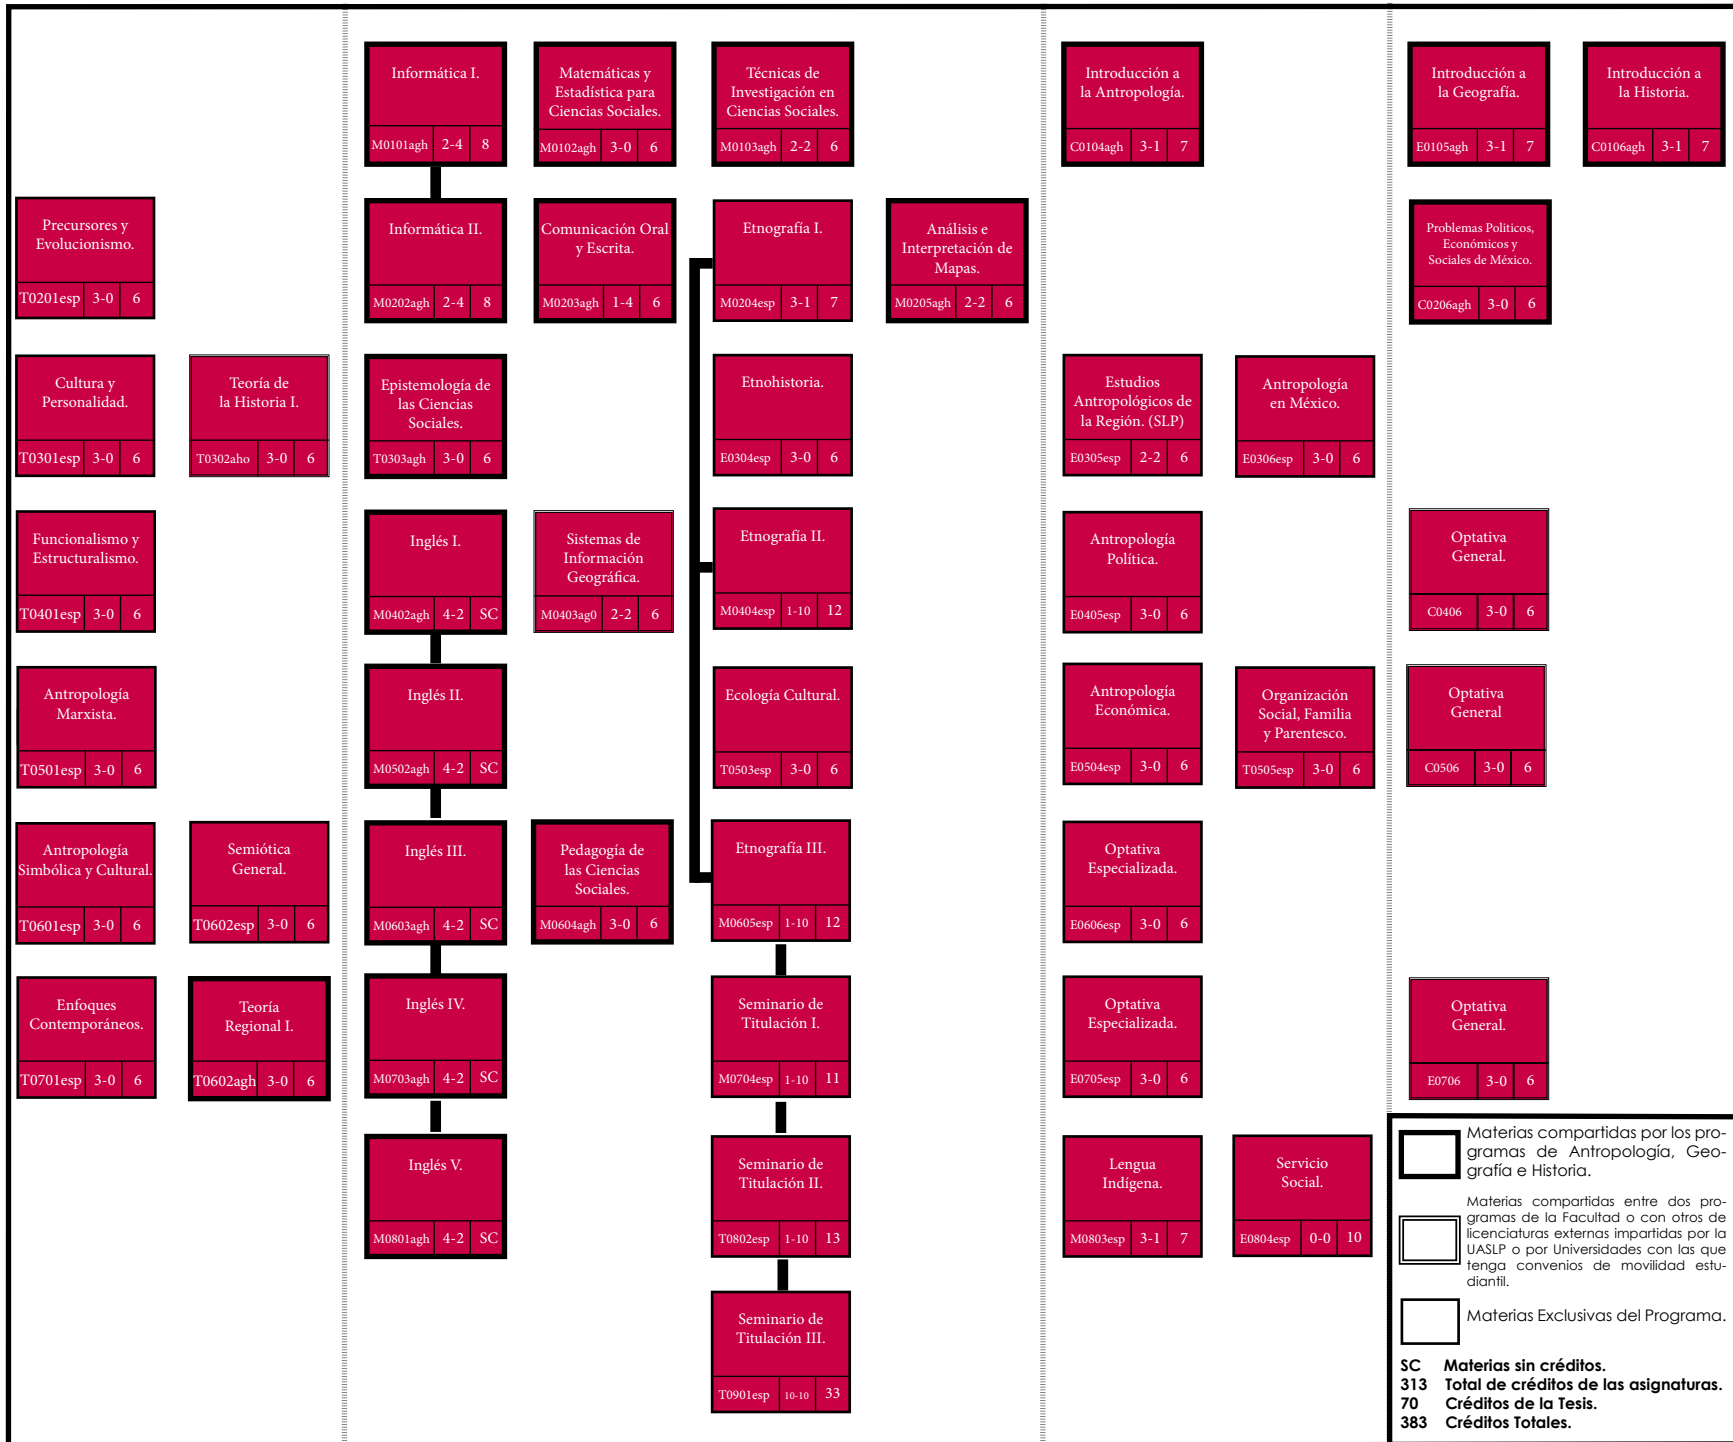 Informática I.
M0101agh 2-4 8
Matemáticas y
Estadística para
Ciencias Sociales.
M0102agh 3-0 6
Técnicas de
Investigación en
Ciencias Sociales.
M0103agh 2-2 6
Introducción a
la Antropología.
C0104agh 3-1 7
Introducción a
la Geografía.
E0105agh 3-1 7
Introducción a
la Historia.
C0106agh 3-1 7
Precursores y
Evolucionismo.
T0201esp 3-0 6
Informática II.
M0202agh 2-4 8
Comunicación Oral
y Escrita.
M0203agh 1-4 6
Etnografía I.
M0204esp 3-1 7
Análisis e
Interpretación de
Mapas.
M0205agh 2-2 6
Problemas Politicos,
Económicos y
Sociales de México.
C0206agh 3-0 6
Cultura y
Personalidad.
T0301esp 3-0 6
Teoría de
la Historia I.
T0302aho 3-0 6
Epistemología de
las Ciencias
Sociales.
T0303agh 3-0 6
Etnohistoria.
E0304esp 3-0 6
Estudios
Antropológicos de
la Región. (SLP)
E0305esp 2-2 6
Antropología
en México.
E0306esp 3-0 6
Funcionalismo y
Estructuralismo.
T0401esp 3-0 6
Inglés I.
M0402agh 4-2 SC
Sistemas de
Información
Geográfica.
M0403ag0 2-2 6
Etnografía II.
M0404esp 1-10 12
Antropología
Política.
E0405esp 3-0 6
Optativa
General.
C0406 3-0 6
Antropología
Marxista.
T0501esp 3-0 6
Inglés II.
M0502agh 4-2 SC
Ecología Cultural.
T0503esp 3-0 6
Antropología
Económica.
E0504esp 3-0 6
Organización
Social, Familia
y Parentesco.
T0505esp 3-0 6
Optativa
General
C0506 3-0 6
Antropología
Simbólica y Cultural.
T0601esp 3-0 6
Semiótica
General.
T0602esp 3-0 6
Inglés III.
M0603agh 4-2 SC
Pedagogía de
las Ciencias
Sociales.
M0604agh 3-0 6
Etnografía III.
M0605esp 1-10 12
Optativa
Especializada.
E0606esp 3-0 6
Enfoques
Contemporáneos.
T0701esp 3-0 6
Teoría
Regional I.
T0602agh 3-0 6
Inglés IV.
M0703agh 4-2 SC
Seminario de
Titulación I.
M0704esp 1-10 11
Optativa
Especializada.
E0705esp 3-0 6
Optativa
General.
E0706 3-0 6
Inglés V.
M0801agh 4-2 SC
Seminario de
Titulación II.
T0802esp 1-10 13
Lengua
Indígena.
M0803esp 3-1 7
Servicio
Social.
E0804esp 0-0 10
Seminario de
Titulación III.
T0901esp 10-10 33
Materias compartidas por los pro-
gramas de Antropología, Geo-
grafía e Historia.
Materias compartidas entre dos pro-
gramas de la Facultad o con otros de
licenciaturas externas impartidas por la
UASLP o por Universidades con las que
tenga convenios de movilidad estu-
diantil.
Materias Exclusivas del Programa.
SC Materias sin créditos.
313 Total de créditos de las asignaturas.
70 Créditos de la Tesis.
383 Créditos Totales.